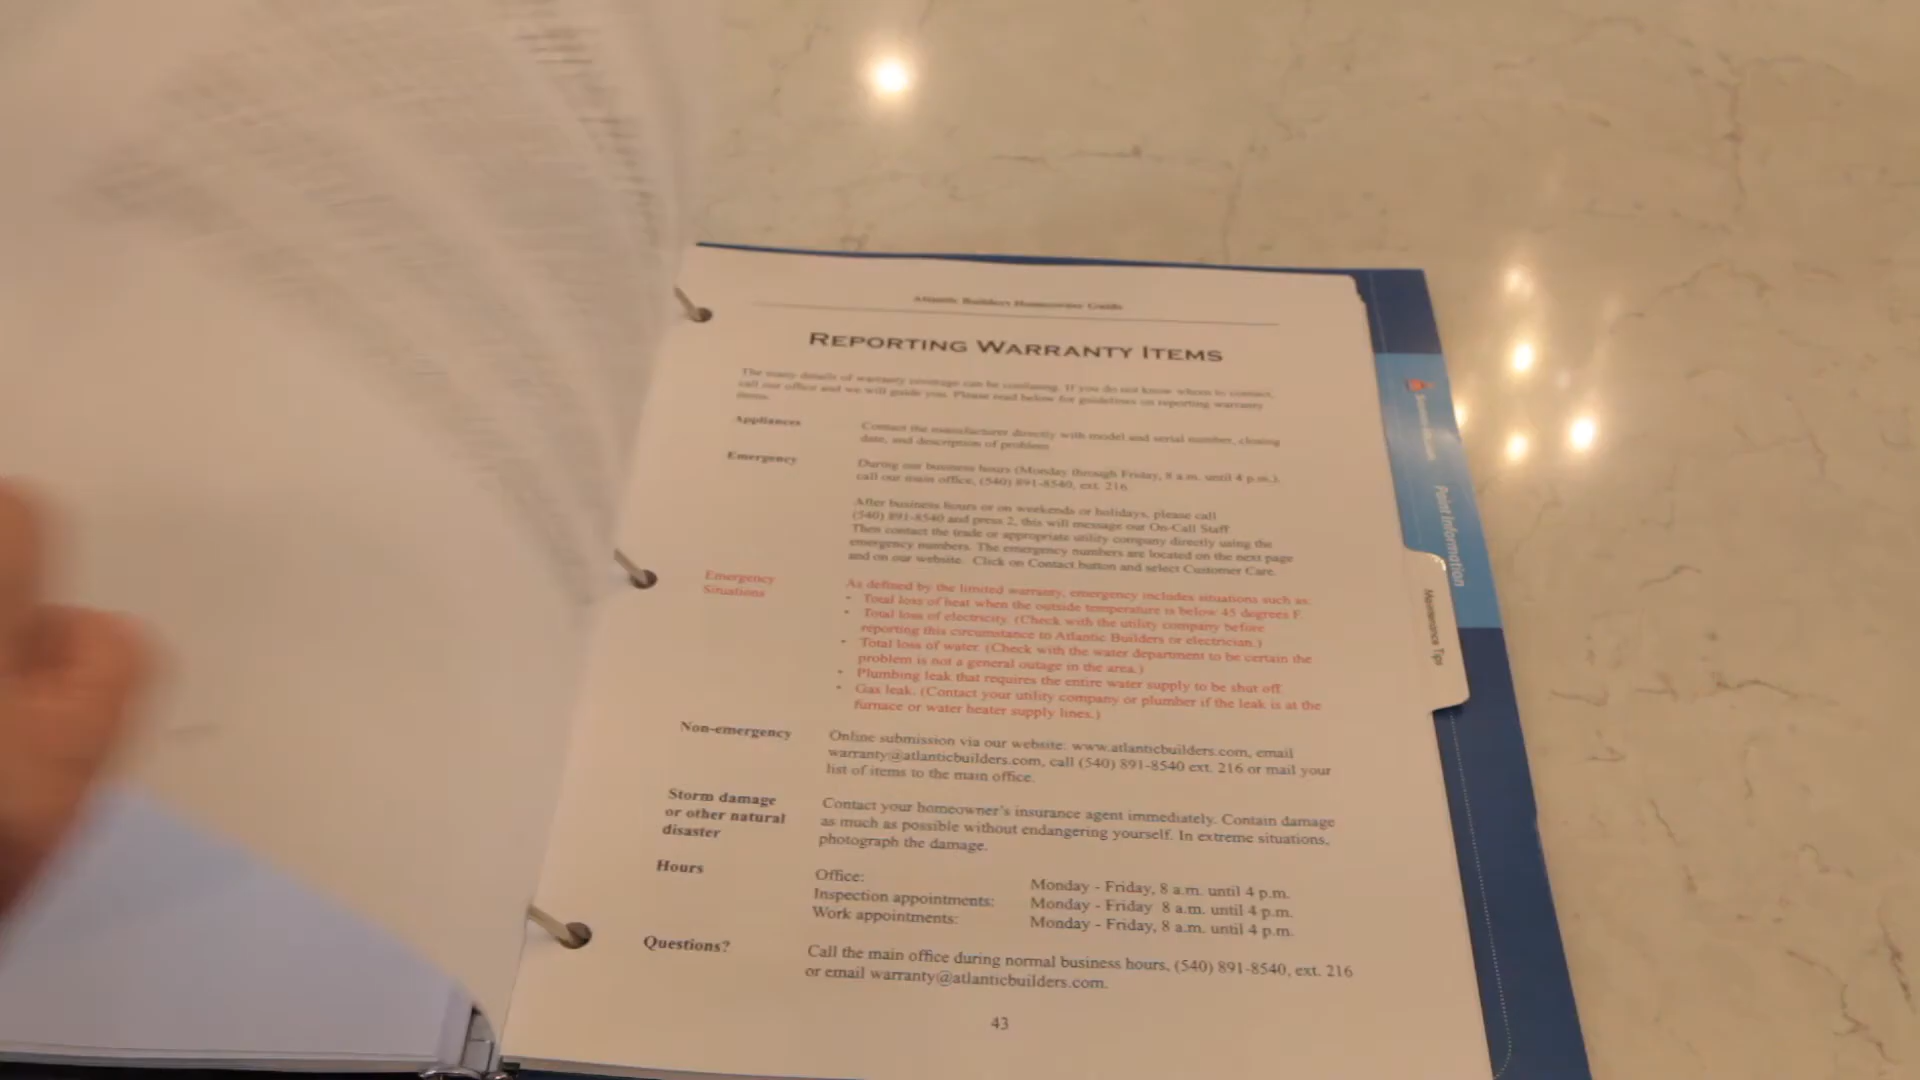 Atlantic Builders Homeowner Guide
REPORTING WARRANTY ITEMS
The many details of warranty coverage can be confusing. If you do not know whom to contact,
call our office and we will guide you. Please read below for guidelines on reporting warranty
items.
Appliances
Contact the manufacturer directly with model and serial number, closing
date, and description of problem.
Emergency
During our business hours (Monday through Friday, 8 a.m. until 4 p.m.),
call our main office, (540) 891-8540, ext. 216.
After business hours or on weekends or holidays, please call
(540) 891-8540 and press 2, this will message our On-Call Staff
Then contact the trade or appropriate utility company directly using the
emergency numbers. The emergency numbers are located on the next page
and on our website. Click on Contact button and select Customer Care.
Emergency
Situations
As defined by the limited warranty, emergency includes situations such as:
• Total loss of heat when the outside temperature is below 45 degrees F.
• Total loss of electricity. (Check with the utility company before
reporting this circumstance to Atlantic Builders or electrician.)
• Total loss of water. (Check with the water department to be certain the
problem is not a general outage in the area.)
• Plumbing leak that requires the entire water supply to be shut off.
• Gas leak. (Contact your utility company or plumber if the leak is at the
furnace or water heater supply lines.)
Non-emergency
Online submission via our website: www.atlanticbuilders.com, email
warranty@atlanticbuilders.com, call (540) 891-8540 ext. 216 or mail your
list of items to the main office.
Storm damage
or other natural
disaster
Contact your homeowner's insurance agent immediately. Contain damage
as much as possible without endangering yourself. In extreme situations,
photograph the damage.
Hours
Office: Monday - Friday, 8 a.m. until 4 p.m.
Inspection appointments: Monday - Friday 8 a.m. until 4 p.m.
Work appointments: Monday - Friday, 8 a.m. until 4 p.m.
Questions?
Call the main office during normal business hours, (540) 891-8540, ext. 216
or email warranty@atlanticbuilders.com.
43
Paint Information
Maintenance Tips